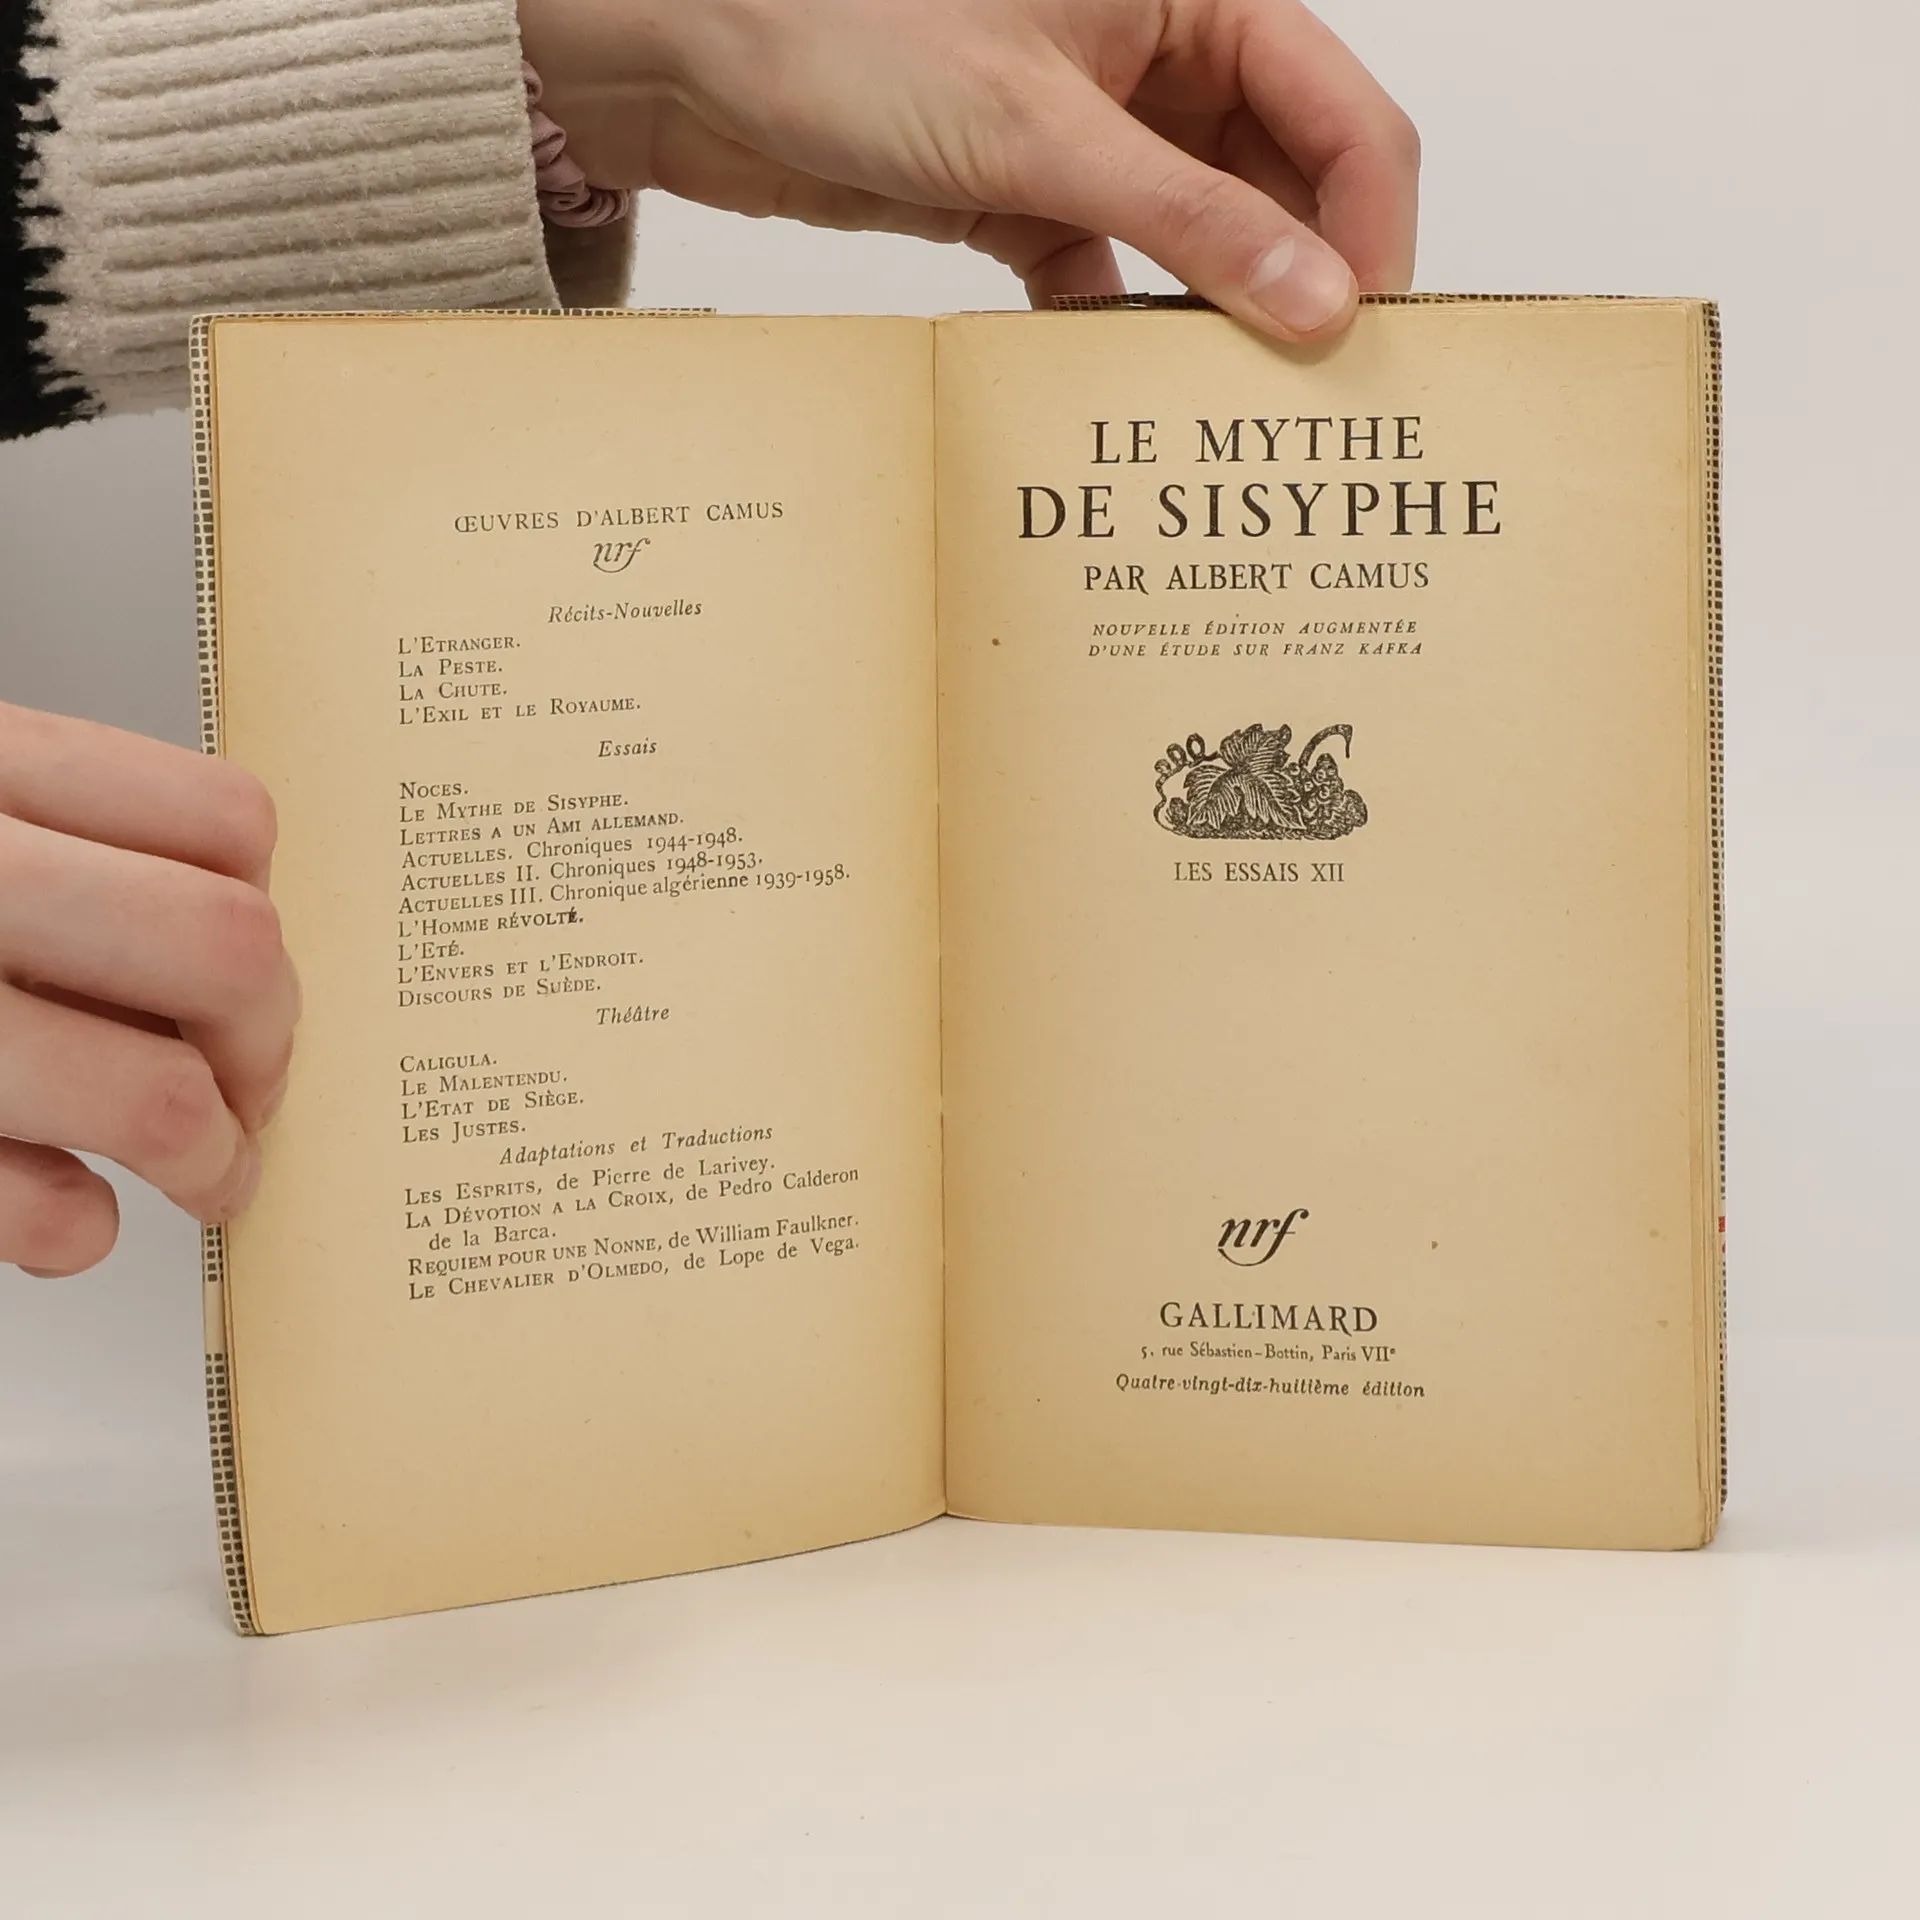 ŒUVRES D'ALBERT CAMUS
nrf
Récits-Nouvelles
L'ETRANGER.
LA PESTE.
LA CHUTE.
L'EXIL ET LE ROYAUME.
Essais
NOCES.
LE MYTHE DE SISYPHE.
LETTRES A UN AMI ALLEMAND.
ACTUELLES. Chroniques 1944-1948.
ACTUELLES II. Chroniques 1948-1953.
ACTUELLES III. Chronique algérienne 1939-1958.
L'HOMME RÉVOLTÉ.
L'ETÉ.
L'ENVERS ET L'ENDROIT.
DISCOURS DE SUÈDE.
Théâtre
CALIGULA.
LE MALENTENDU.
L'ETAT DE SIÈGE.
LES JUSTES.
Adaptations et Traductions
LES ESPRITS, de Pierre de Larivey.
LA DÉVOTION A LA CROIX, de Pedro Calderon
de la Barca.
REQUIEM POUR UNE NONNE, de William Faulkner.
LE CHEVALIER D'OLMEDO, de Lope de Vega.
LE MYTHE
DE SISYPHE
PAR ALBERT CAMUS
NOUVELLE ÉDITION AUGMENTÉE
D'UNE ÉTUDE SUR FRANZ KAFKA
LES ESSAIS XII
nrf
GALLIMARD
5, rue Sébastien-Bottin, Paris VIIe
Quatre-vingt-dix-huitième édition